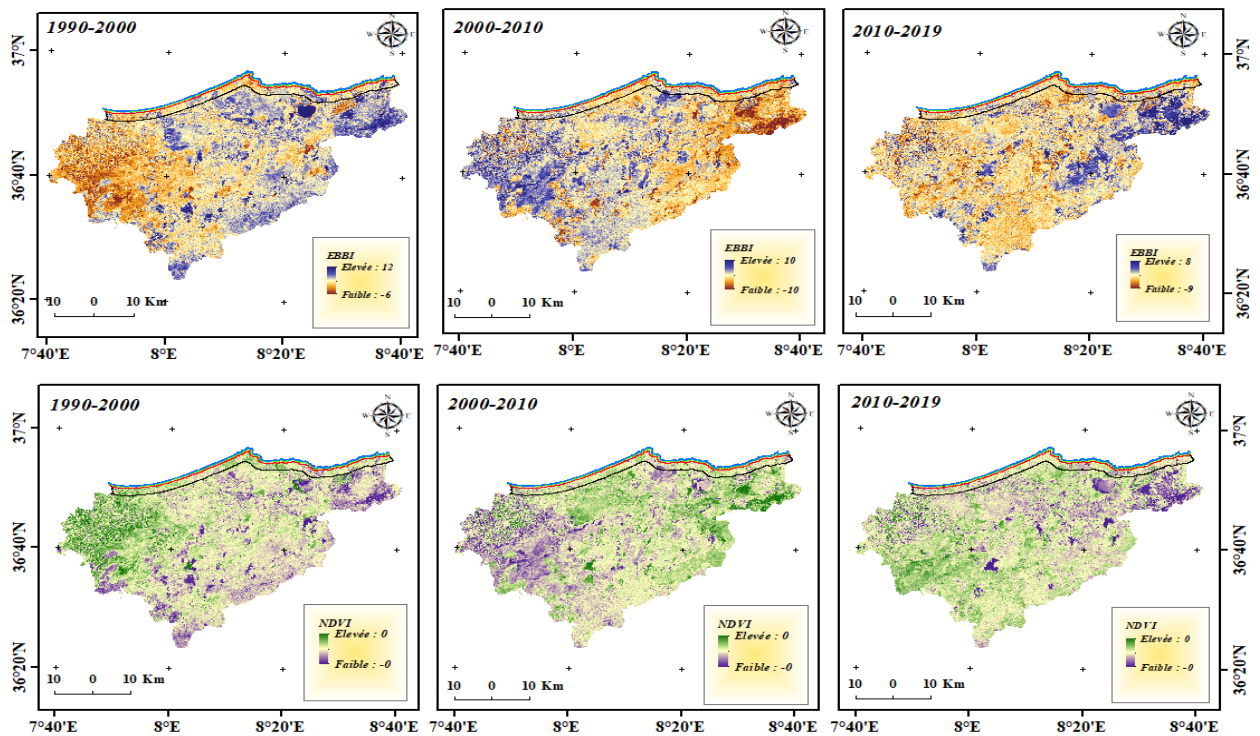 1990-2000
N
W E
S
37°N
36°40'N
36°20'N
EBBI
Elevée : 12
Faible : -6
10 0 10 Km
7°40'E 8°E 8°20'E 8°40'E
2000-2010
N
W E
S
EBBI
Elevée : 10
Faible : -10
10 0 10 Km
7°40'E 8°E 8°20'E 8°40'E
2010-2019
N
W E
S
37°N
36°40'N
36°20'N
EBBI
Elevée : 8
Faible : -9
10 0 10 Km
7°40'E 8°E 8°20'E 8°40'E
1990-2000
N
W E
S
37°N
36°40'N
36°20'N
NDVI
Elevée : 0
Faible : -0
10 0 10 Km
7°40'E 8°E 8°20'E 8°40'E
2000-2010
N
W E
S
NDVI
Elevée : 0
Faible : -0
10 0 10 Km
7°40'E 8°E 8°20'E 8°40'E
2010-2019
N
W E
S
37°N
36°40'N
36°20'N
NDVI
Elevée : 0
Faible : -0
10 0 10 Km
7°40'E 8°E 8°20'E 8°40'E